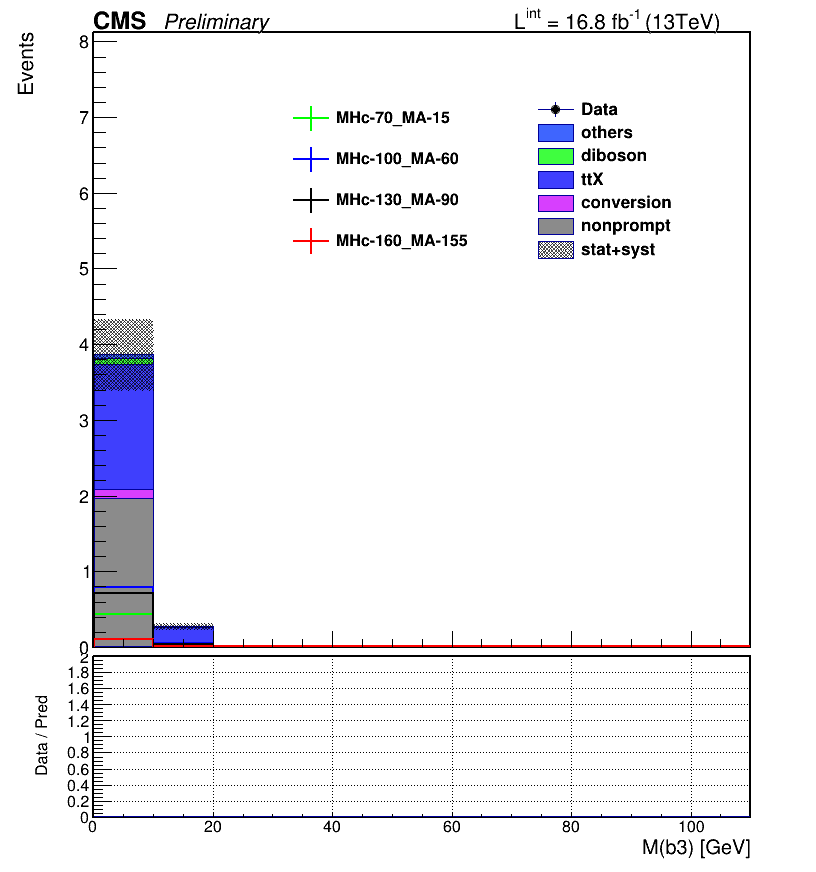 CMS Preliminary
L^int = 16.8 fb^-1 (13TeV)
Events
8
7
6
5
4
3
2
1
0
MHc-70_MA-15
MHc-100_MA-60
MHc-130_MA-90
MHc-160_MA-155
Data
others
diboson
ttX
conversion
nonprompt
stat+syst
Data / Pred
2
1.8
1.6
1.4
1.2
1
0.8
0.6
0.4
0.2
0
0 20 40 60 80 100
M(b3) [GeV]